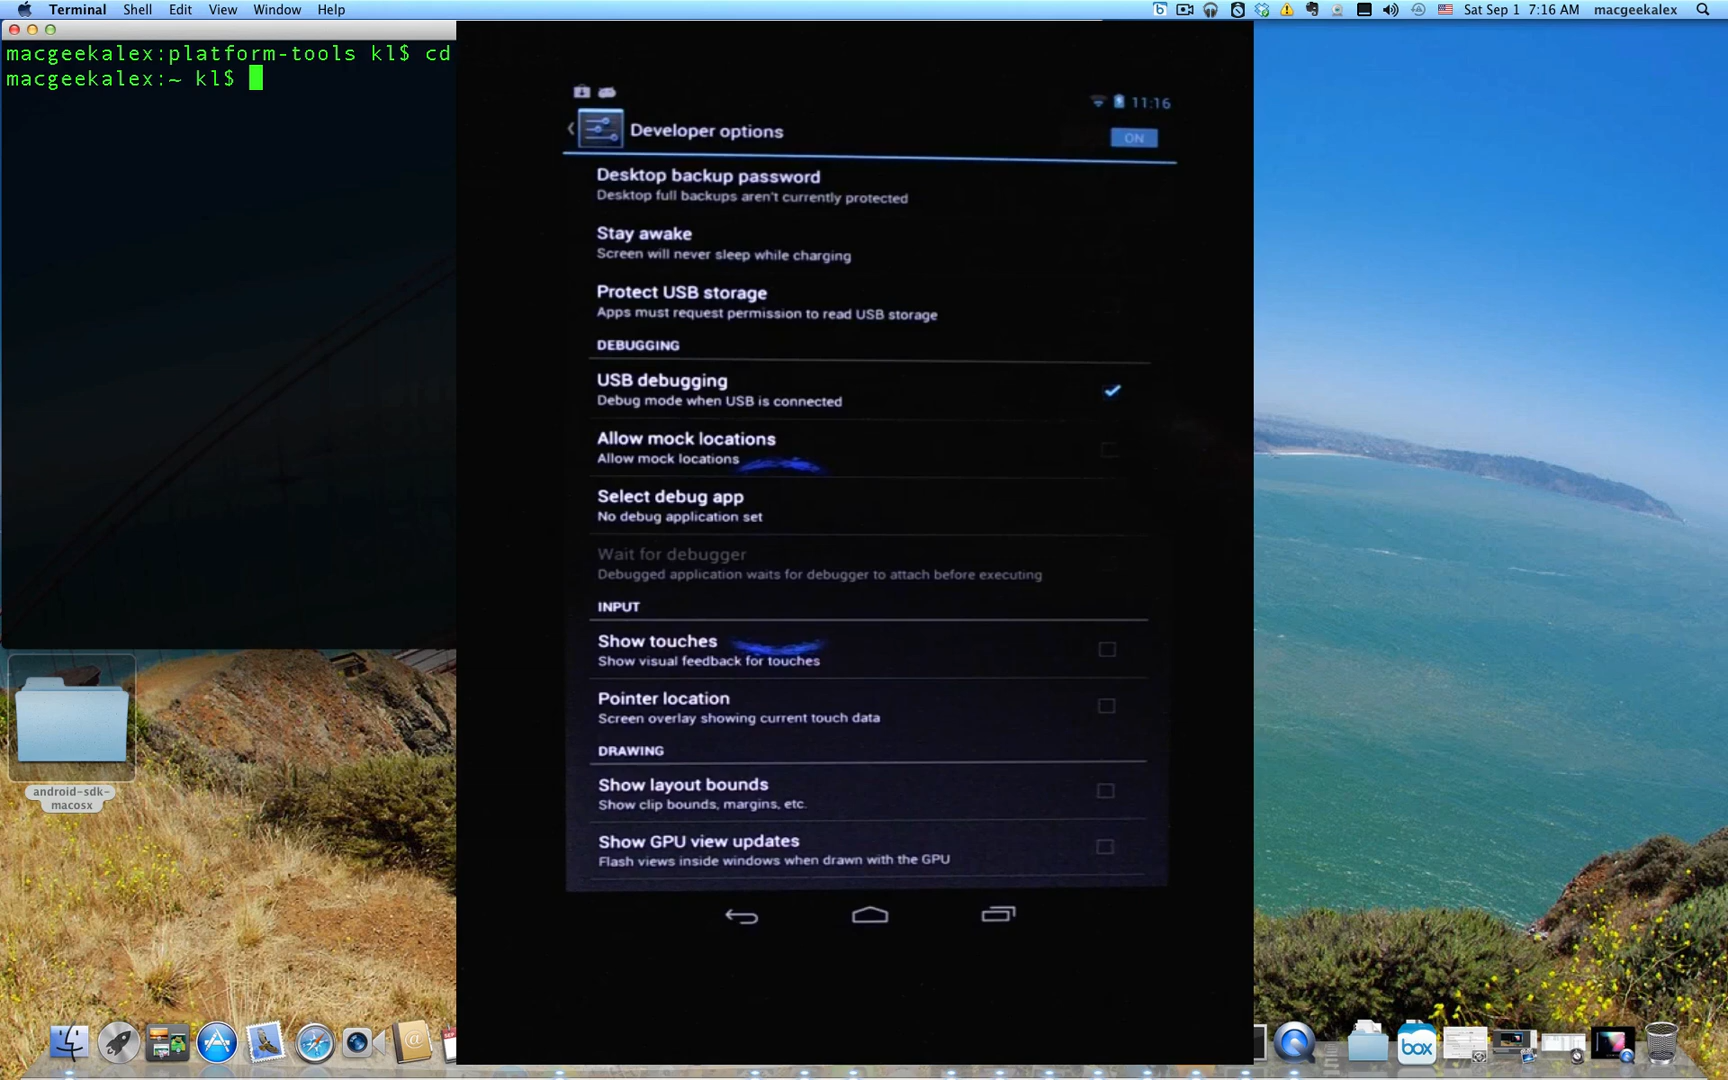 Terminal Shell Edit View Window Help
Sat Sep 1 7:16 AM macgeekalex
macgeekalex:platform-tools kl$ cd
macgeekalex:~ kl$
11:16
Developer options
ON
Desktop backup password
Desktop full backups aren't currently protected
Stay awake
Screen will never sleep while charging
Protect USB storage
Apps must request permission to read USB storage
DEBUGGING
USB debugging
Debug mode when USB is connected
Allow mock locations
Allow mock locations
Select debug app
No debug application set
Wait for debugger
Debugged application waits for debugger to attach before executing
INPUT
Show touches
Show visual feedback for touches
Pointer location
Screen overlay showing current touch data
DRAWING
Show layout bounds
Show clip bounds, margins, etc.
Show GPU view updates
Flash views inside windows when drawn with the GPU
android-sdk-
macosx
SEP
box